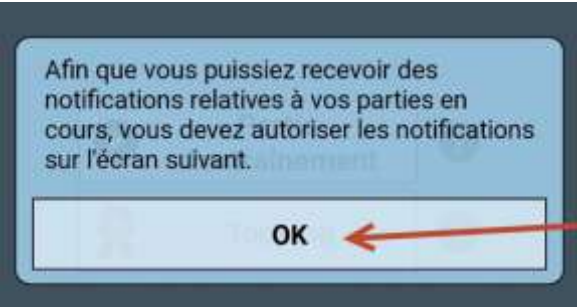 Afin que vous puissiez recevoir des
notifications relatives à vos parties en
cours, vous devez autoriser les notifications
sur l'écran suivant.
OK